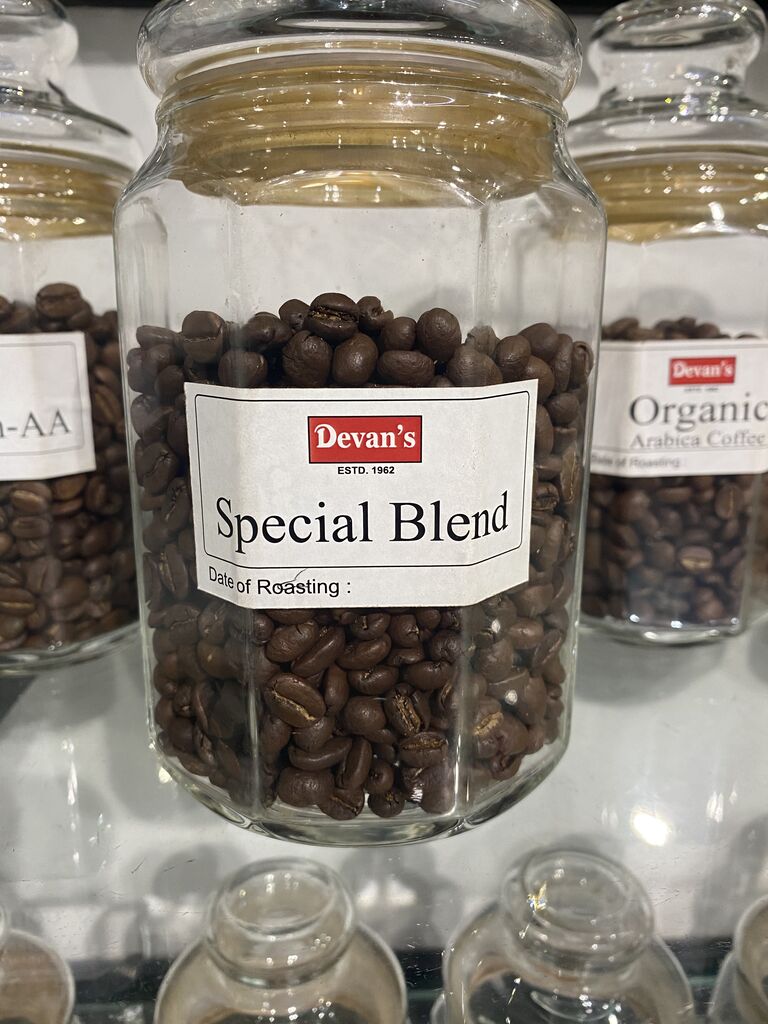 Devan's
ESTD. 1962
Special Blend
Date of Roasting :
-AA
Devan's
Organic
Arabica Coffee
Date of Roasting